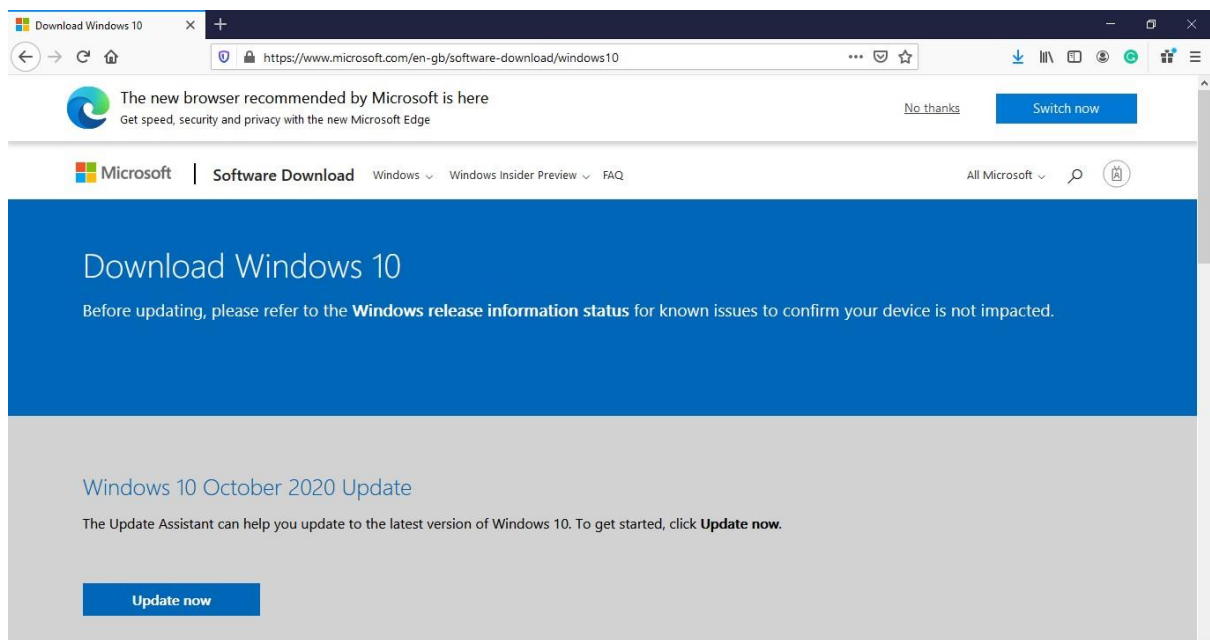 Download Windows 10
https://www.microsoft.com/en-gb/software-download/windows10
The new browser recommended by Microsoft is here
Get speed, security and privacy with the new Microsoft Edge
No thanks
Switch now
Microsoft
Software Download
Windows
Windows Insider Preview
FAQ
All Microsoft
Download Windows 10
Before updating, please refer to the Windows release information status for known issues to confirm your device is not impacted.
Windows 10 October 2020 Update
The Update Assistant can help you update to the latest version of Windows 10. To get started, click Update now.
Update now